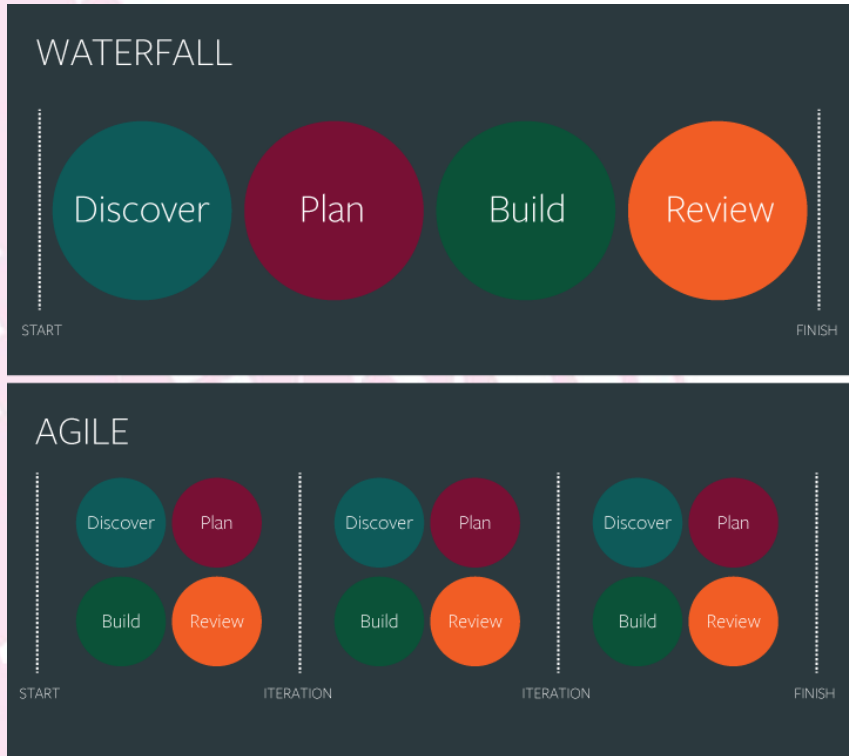 WATERFALL
Discover Plan Build Review
START FINISH
AGILE
Discover Plan Discover Plan Discover Plan
Build Review Build Review Build Review
START ITERATION ITERATION FINISH